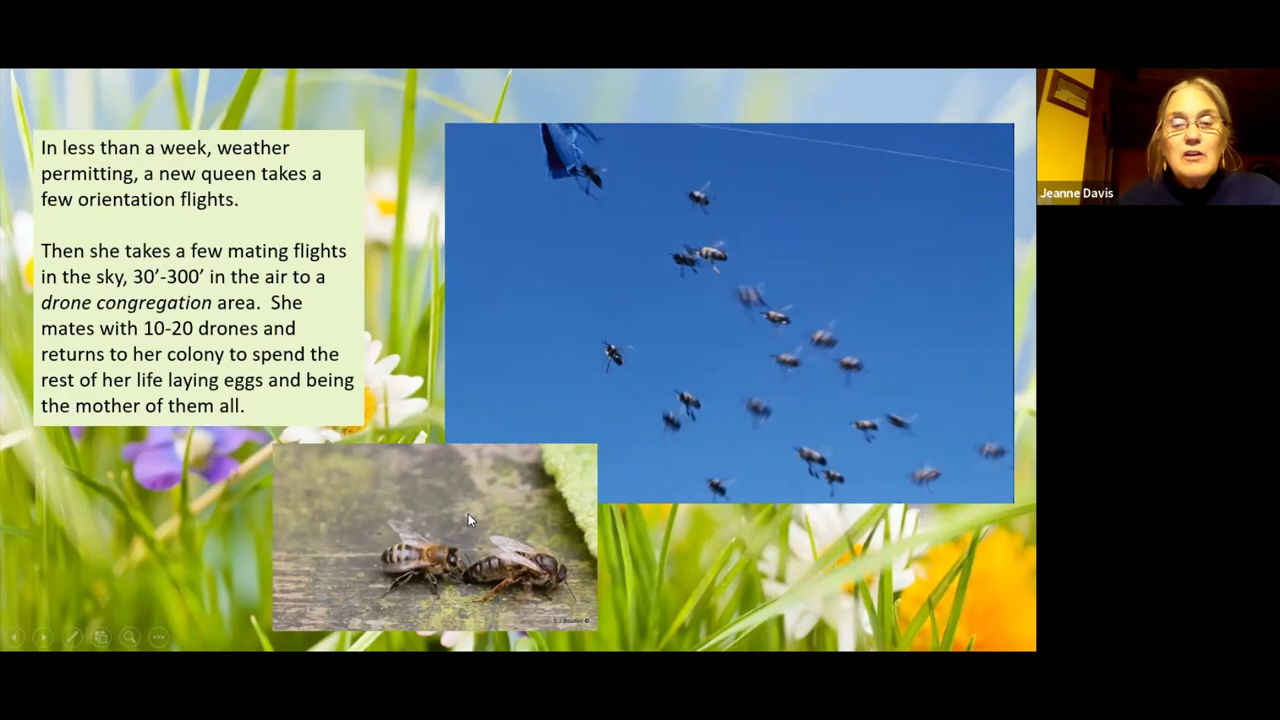 In less than a week, weather
permitting, a new queen takes a
few orientation flights.
Then she takes a few mating flights
in the sky, 30’-300’ in the air to a
drone congregation area.  She
mates with 10-20 drones and
returns to her colony to spend the
rest of her life laying eggs and being
the mother of them all.
Jeanne Davis